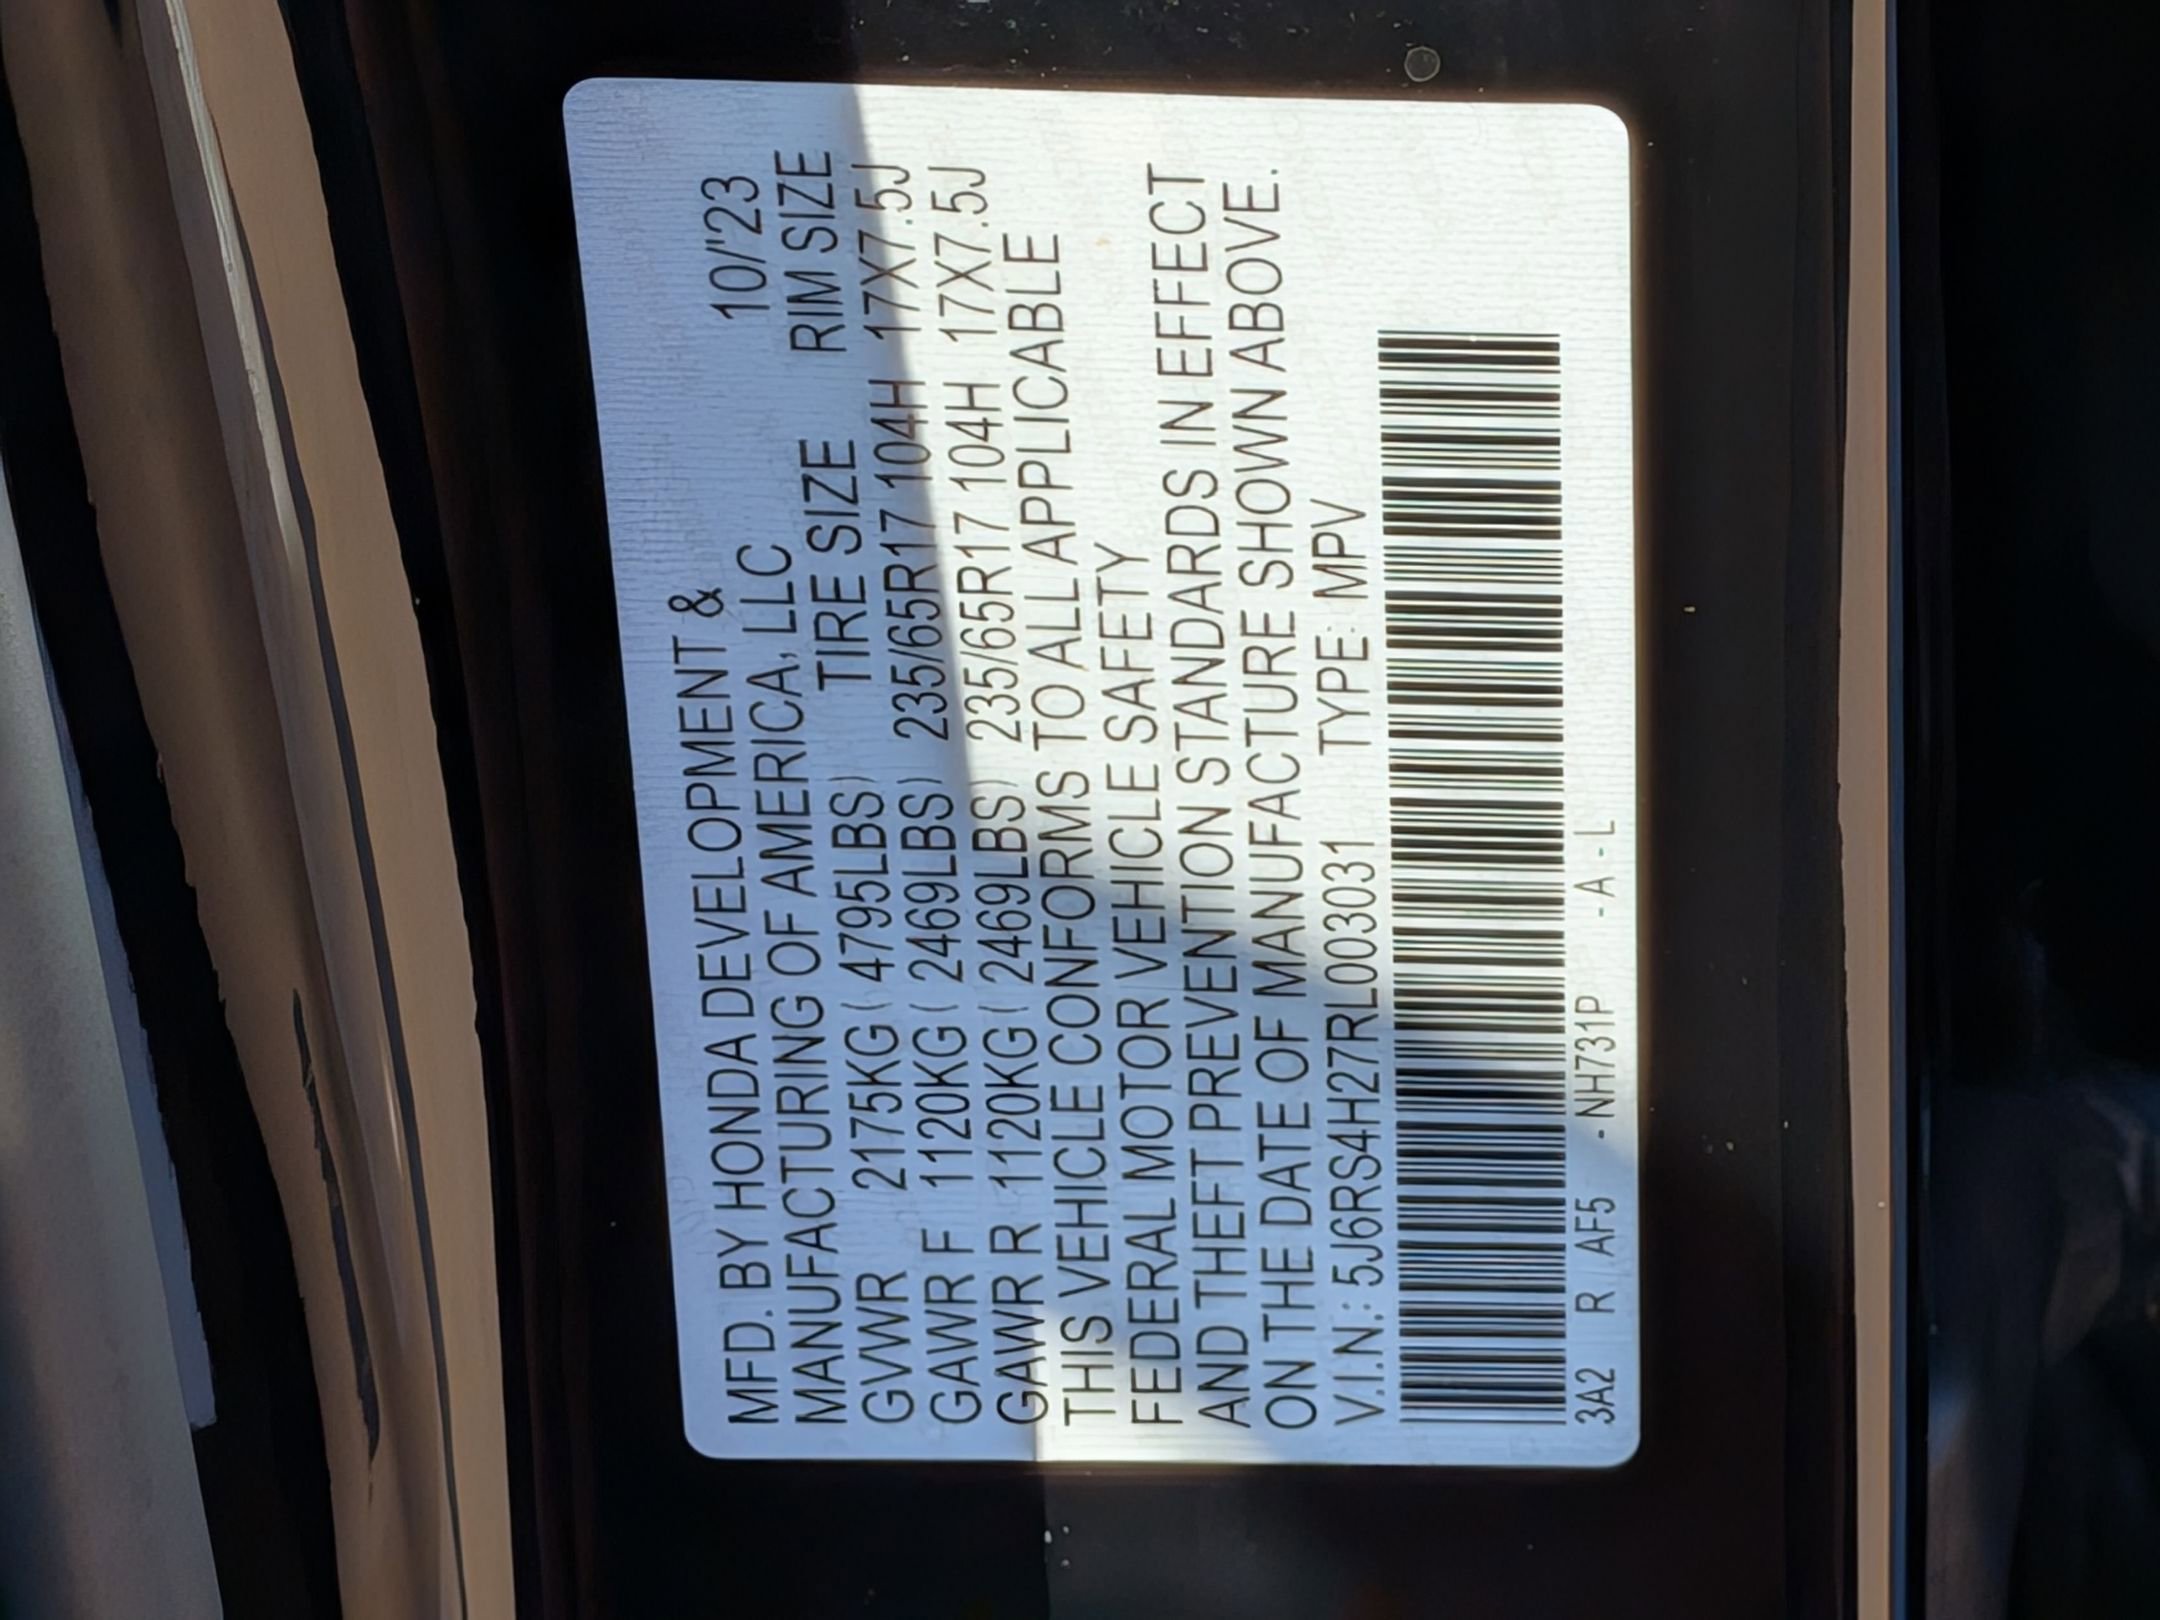 MFD. BY HONDA DEVELOPMENT &
MANUFACTURING OF AMERICA, LLC 10/'23
TIRE SIZE RIM SIZE
GVWR 2175KG ( 4795LBS) 235/65R17 104H 17X7.5J
GAWR F 1120KG ( 2469LBS) 235/65R17 104H 17X7.5J
GAWR R 1120KG ( 2469LBS)
THIS VEHICLE CONFORMS TO ALL APPLICABLE
FEDERAL MOTOR VEHICLE SAFETY
AND THEFT PREVENTION STANDARDS IN EFFECT
ON THE DATE OF MANUFACTURE SHOWN ABOVE.
V.I.N.: 5J6RS4H27RL003031 TYPE: MPV
3A2 R AF5 - NH731P - A - L